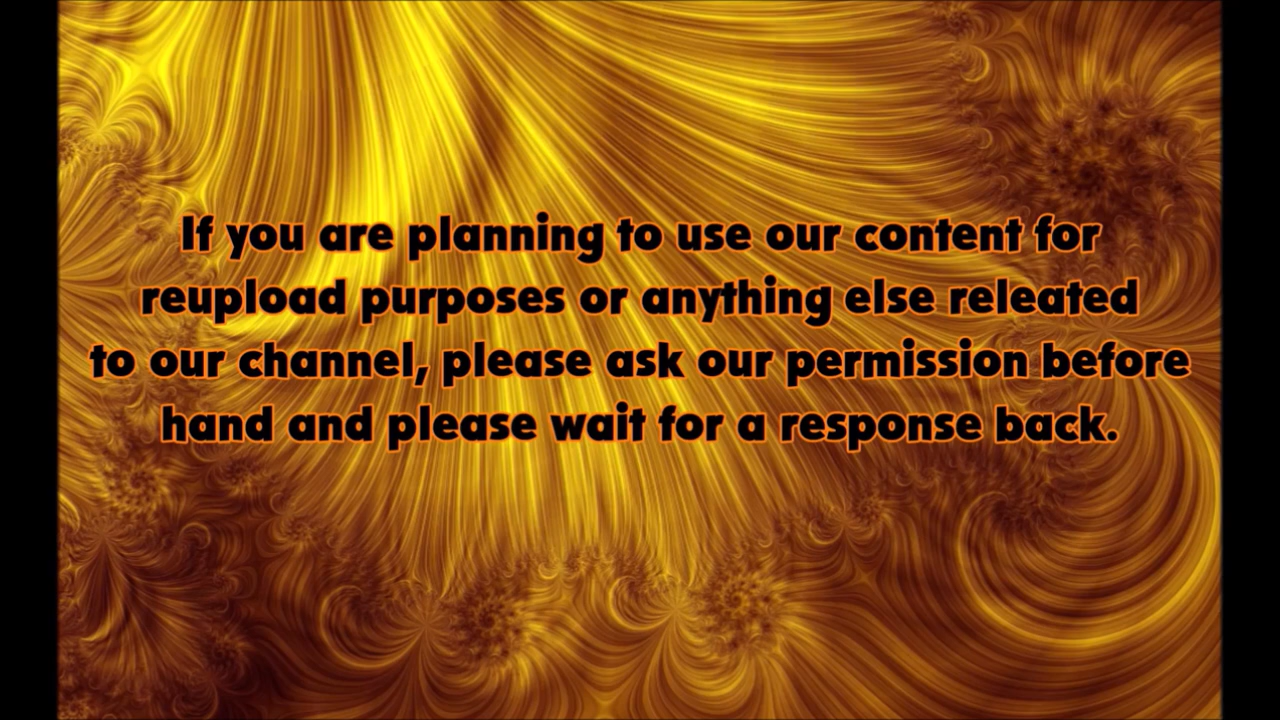 If you are planning to use our content for
reupload purposes or anything else releated
to our channel, please ask our permission before
hand and please wait for a response back.